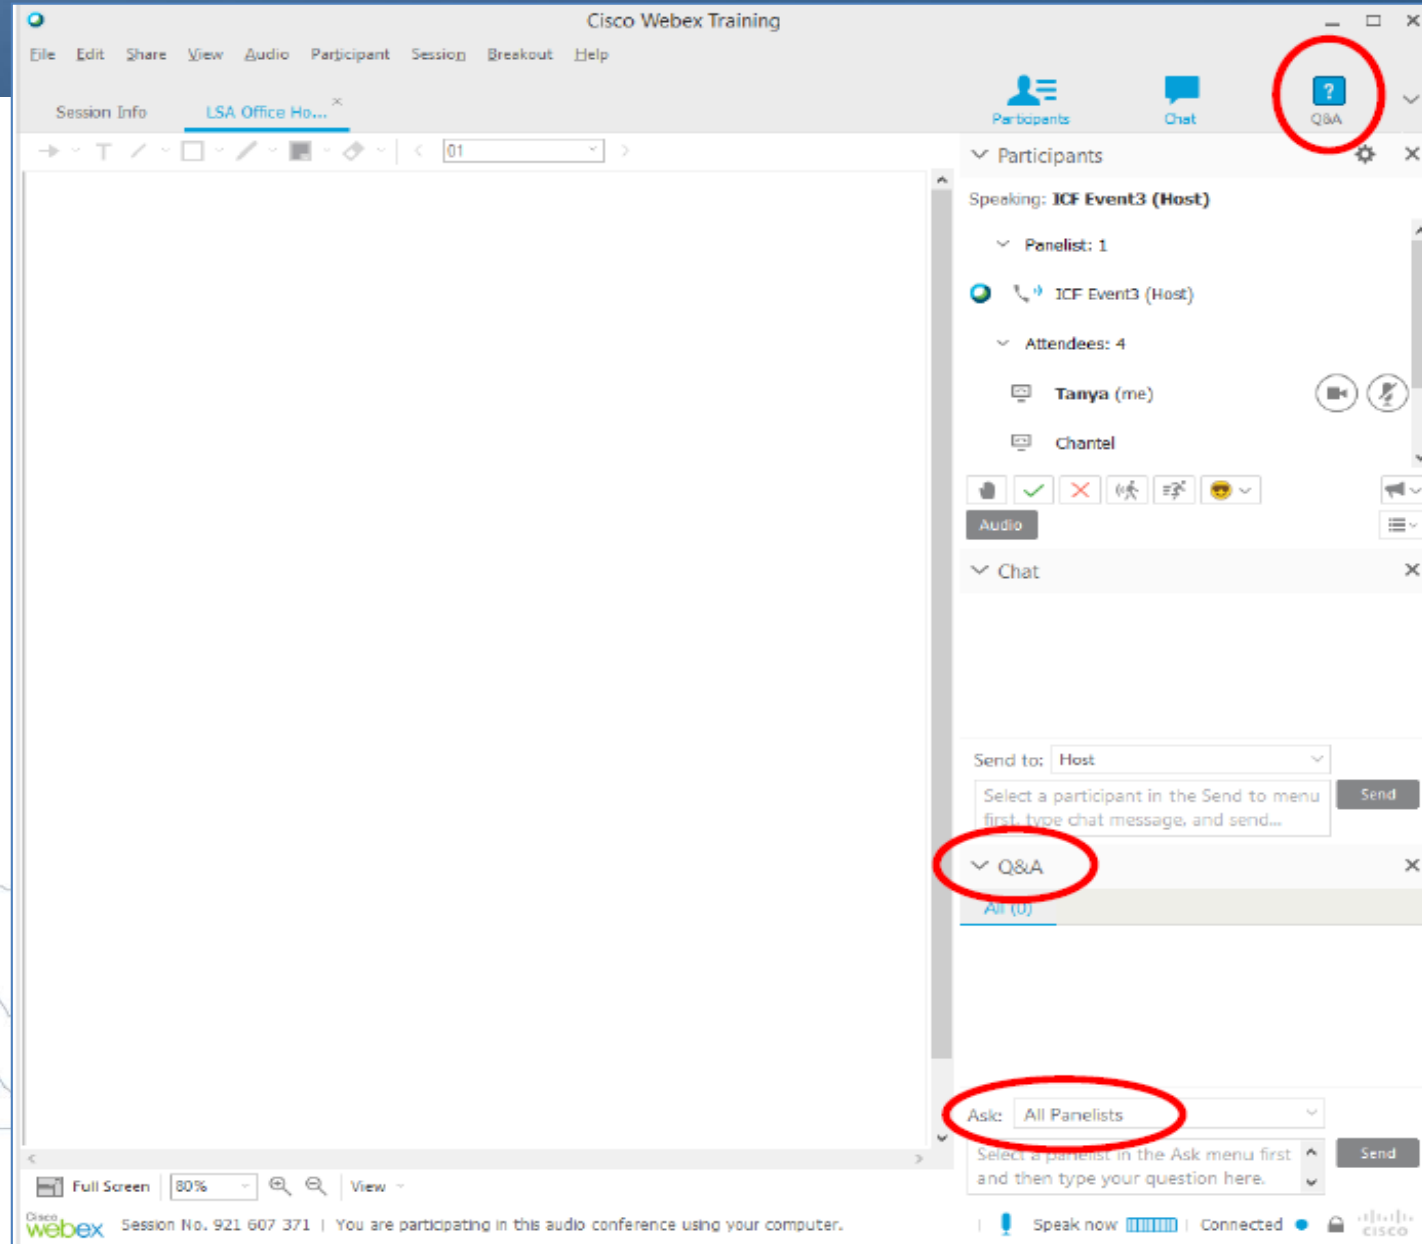 Cisco Webex Training
File Edit Share View Audio Participant Session Breakout Help
Session Info LSA Office Ho...
Participants Chat Q&A
01
Participants
Speaking: ICF Event3 (Host)
Panelist: 1
ICF Event3 (Host)
Attendees: 4
Tanya (me)
Chantel
Audio
Chat
Send to: Host
Select a participant in the Send to menu
first, type chat message, and send...
Send
Q&A
All (0)
Ask: All Panelists
Select a panelist in the Ask menu first
and then type your question here.
Send
Full Screen 80% View
Cisco webex Session No. 921 607 371 | You are participating in this audio conference using your computer. Speak now Connected CISCO